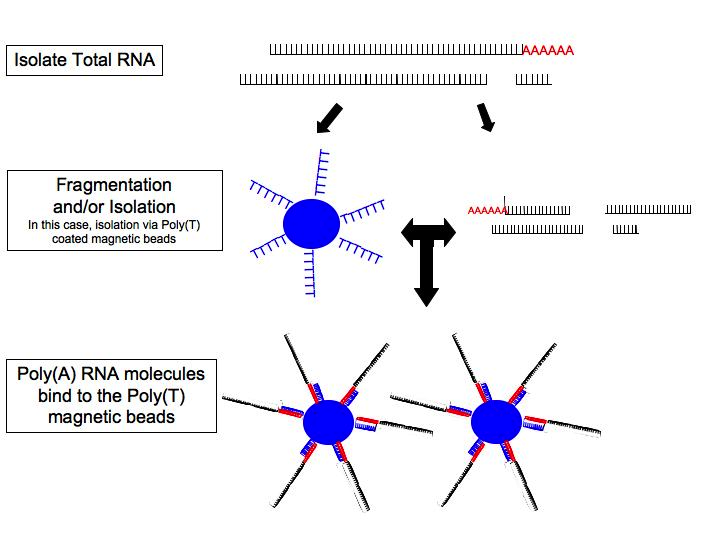 Isolate Total RNA
AAAAAA
Fragmentation
and/or Isolation
In this case, isolation via Poly(T)
coated magnetic beads
AAAAAA
Poly(A) RNA molecules
bind to the Poly(T)
magnetic beads